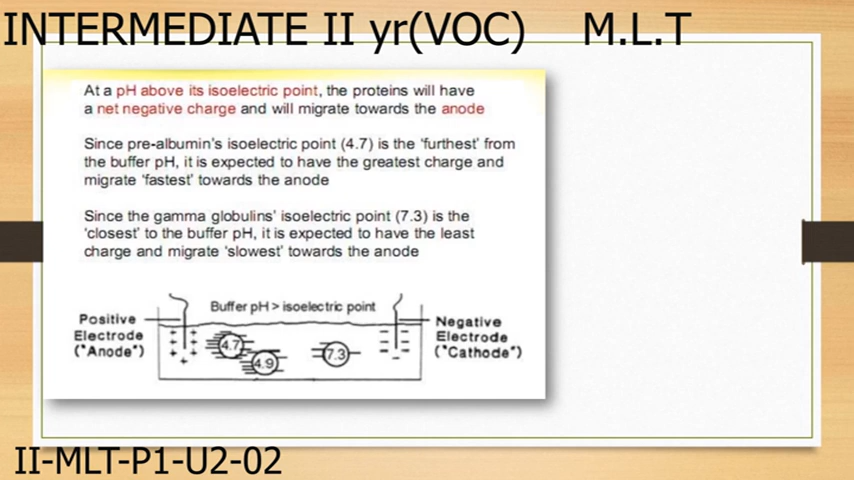 INTERMEDIATE II yr(VOC) M.L.T
At a pH above its isoelectric point, the proteins will have
a net negative charge and will migrate towards the anode
Since pre-albumin's isoelectric point (4.7) is the 'furthest' from
the buffer pH, it is expected to have the greatest charge and
migrate 'fastest' towards the anode
Since the gamma globulins' isoelectric point (7.3) is the
'closest' to the buffer pH, it is expected to have the least
charge and migrate 'slowest' towards the anode
Buffer pH > isoelectric point
Positive
Electrode
("Anode")
4.7
4.9
7.3
Negative
Electrode
("Cathode")
II-MLT-P1-U2-02